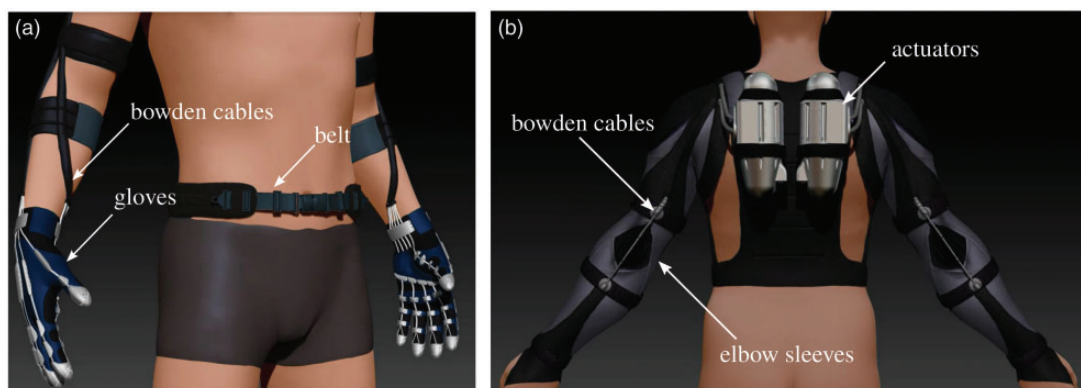 (a)
bowden cables
belt
gloves
(b)
actuators
bowden cables
elbow sleeves